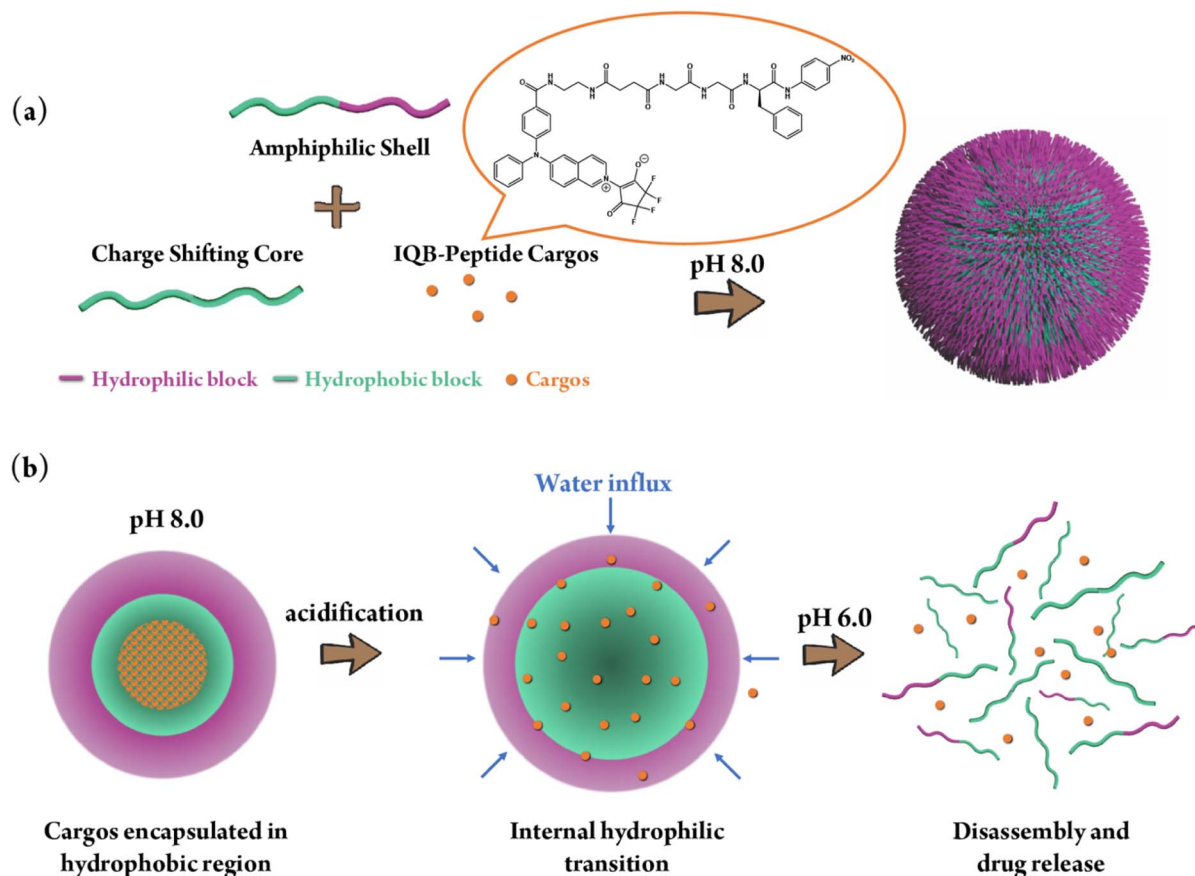 (a)
Amphiphilic Shell
Charge Shifting Core
IQB-Peptide Cargos
pH 8.0
Hydrophilic block
Hydrophobic block
Cargos
O
H
N
N
H
O
O
H
N
O
N
H
O
H
N
O
N
H
NO₂
N
N
⊕
O
⊖
O
F
F
F
F
(b)
pH 8.0
acidification
Water influx
pH 6.0
Cargos encapsulated in
hydrophobic region
Internal hydrophilic
transition
Disassembly and
drug release